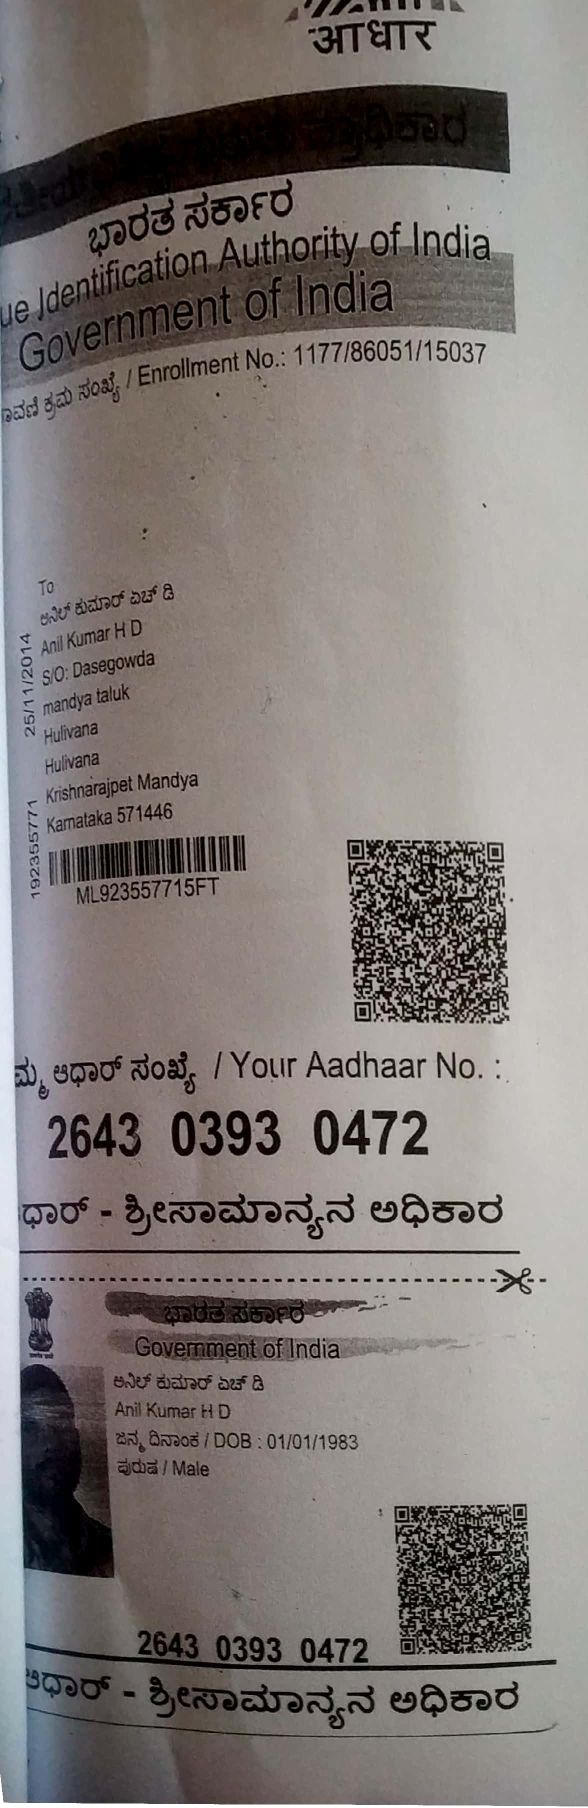 आधार
ಭಾರತ ಸರ್ಕಾರ
ue Identification Authority of India
Government of India
ಾವಣಿ ಕ್ರಮ ಸಂಖ್ಯೆ / Enrollment No.: 1177/86051/15037
To
ಅನಿಲ್ ಕುಮಾರ್ ಏಚ್ ಡಿ
Anil Kumar H D
S/O: Dasegowda
mandya taluk
Hulivana
Hulivana
Krishnarajpet Mandya
Karnataka 571446
25/11/2014
192355771
ML923557715FT
ಮ್ಮ ಆಧಾರ್ ಸಂಖ್ಯೆ / Your Aadhaar No. :
2643 0393 0472
ಧಾರ್ - ಶ್ರೀಸಾಮಾನ್ಯನ ಅಧಿಕಾರ
ಭಾರತ ಸರ್ಕಾರ
Government of India
ಅನಿಲ್ ಕುಮಾರ್ ಏಚ್ ಡಿ
Anil Kumar H D
ಜನ್ಮ ದಿನಾಂಕ / DOB : 01/01/1983
ಪುರುಷ / Male
2643 0393 0472
ಆಧಾರ್ - ಶ್ರೀಸಾಮಾನ್ಯನ ಅಧಿಕಾರ